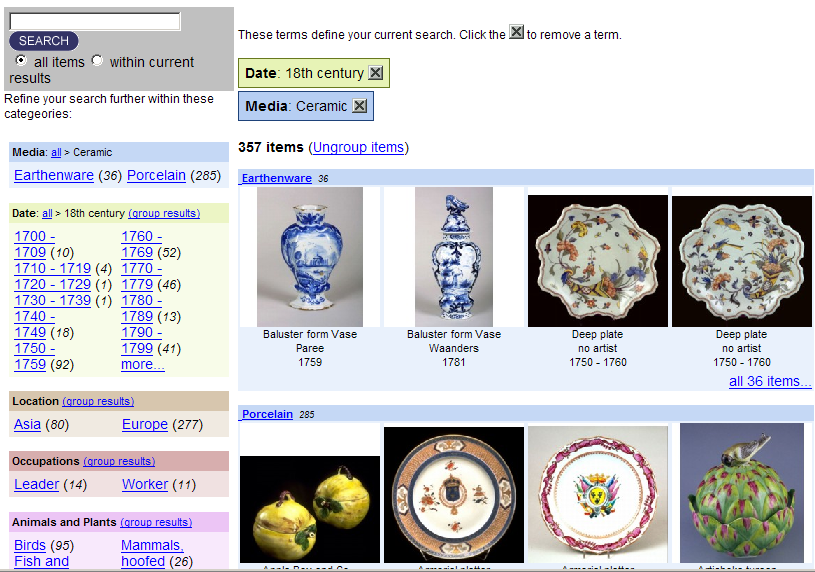 SEARCH
all items within current
results
Refine your search further within these
categeories:
Media: all > Ceramic
Earthenware (36) Porcelain (285)
Date: all > 18th century (group results)
1700 -
1709 (10)
1710 - 1719 (4)
1720 - 1729 (1)
1730 - 1739 (1)
1740 -
1749 (18)
1750 -
1759 (92)
1760 -
1769 (52)
1770 -
1779 (46)
1780 -
1789 (13)
1790 -
1799 (41)
more...
Location (group results)
Asia (80) Europe (277)
Occupations (group results)
Leader (14) Worker (11)
Animals and Plants (group results)
Birds (95)
Fish and
Mammals,
hoofed (26)
These terms define your current search. Click the X to remove a term.
Date: 18th century X
Media: Ceramic X
357 items (Ungroup items)
Earthenware 36
Baluster form Vase
Paree
1759
Baluster form Vase
Waanders
1781
Deep plate
no artist
1750 - 1760
Deep plate
no artist
1750 - 1760
all 36 items...
Porcelain 285